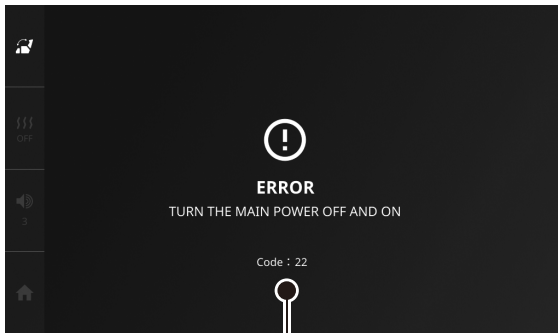 OFF
3
ERROR
TURN THE MAIN POWER OFF AND ON
Code : 22